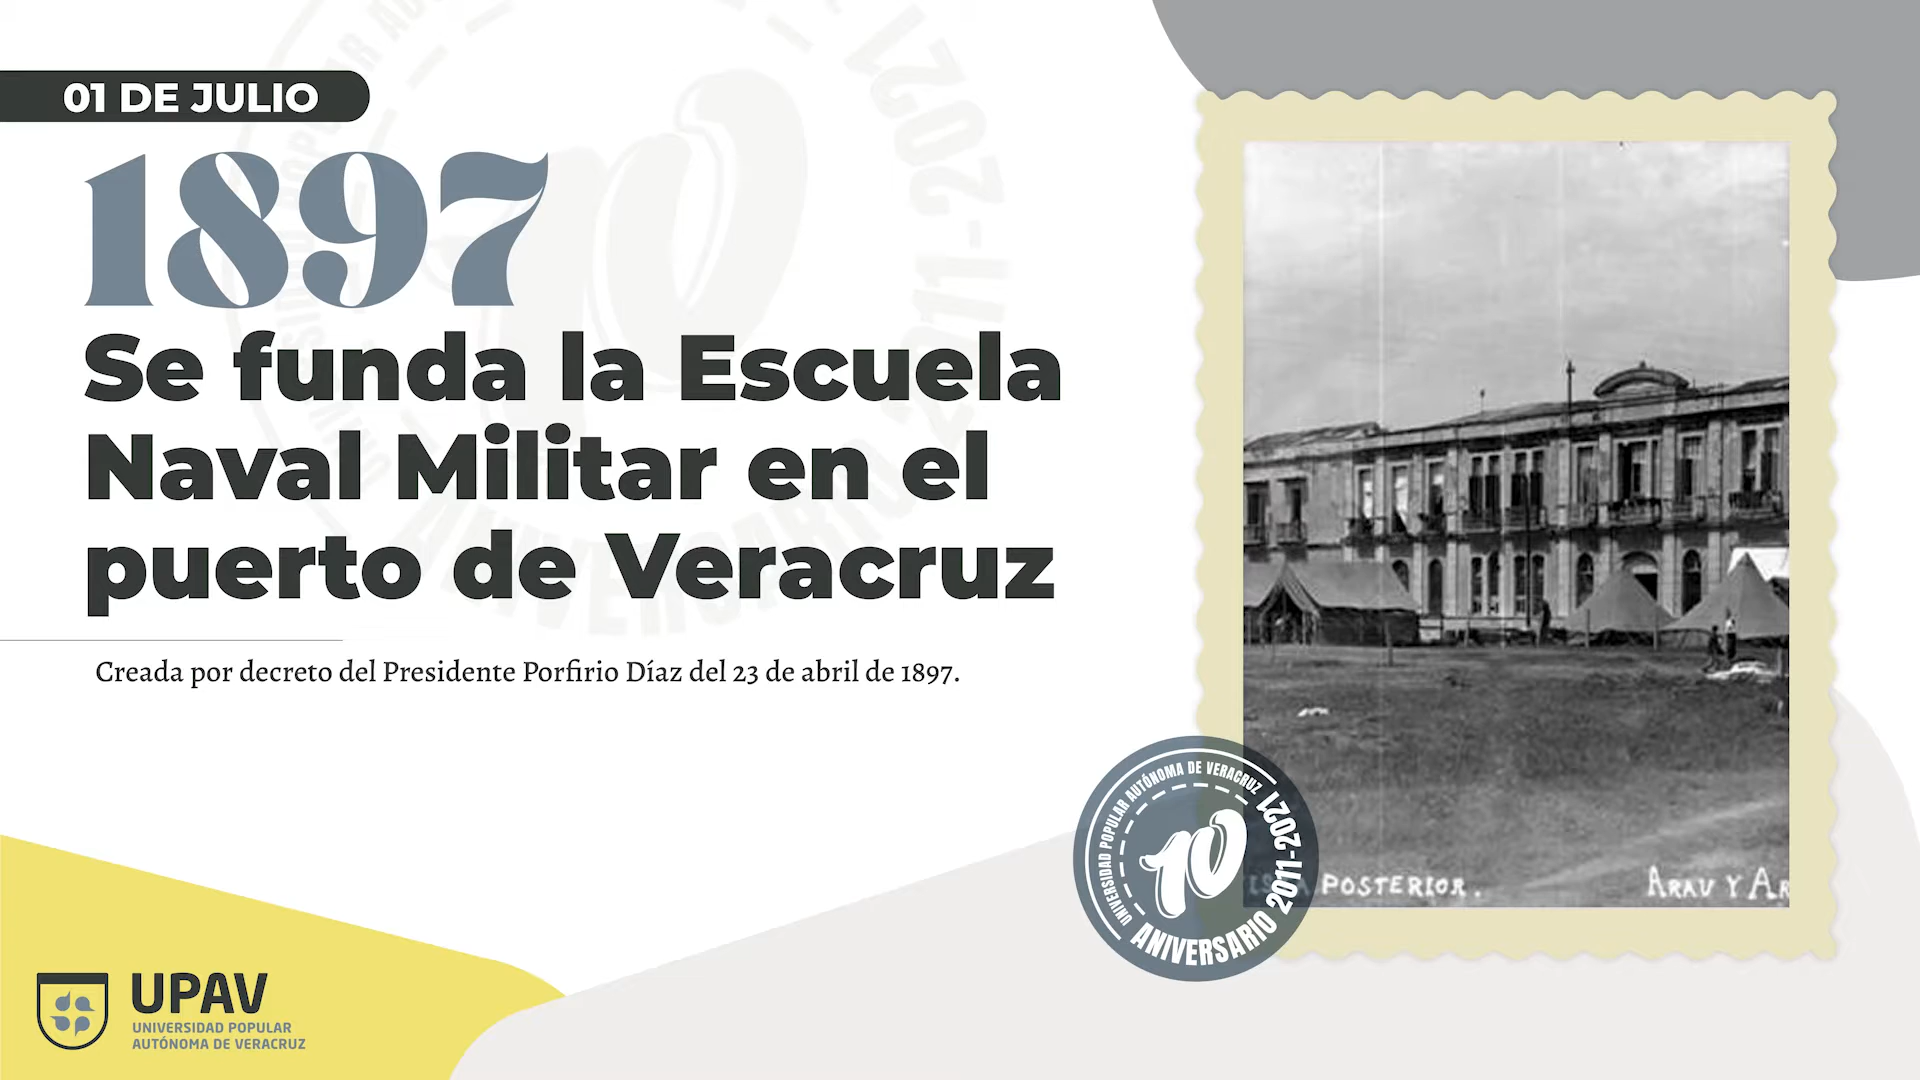 01 DE JULIO
1897
Se funda la Escuela
Naval Militar en el
puerto de Veracruz
Creada por decreto del Presidente Porfirio Díaz del 23 de abril de 1897.
POSTERIOR.
ARAU Y AR
UNIVERSIDAD POPULAR AUTÓNOMA DE VERACRUZ
10
ANIVERSARIO 2011-2021
UPAV
UNIVERSIDAD POPULAR
AUTÓNOMA DE VERACRUZ